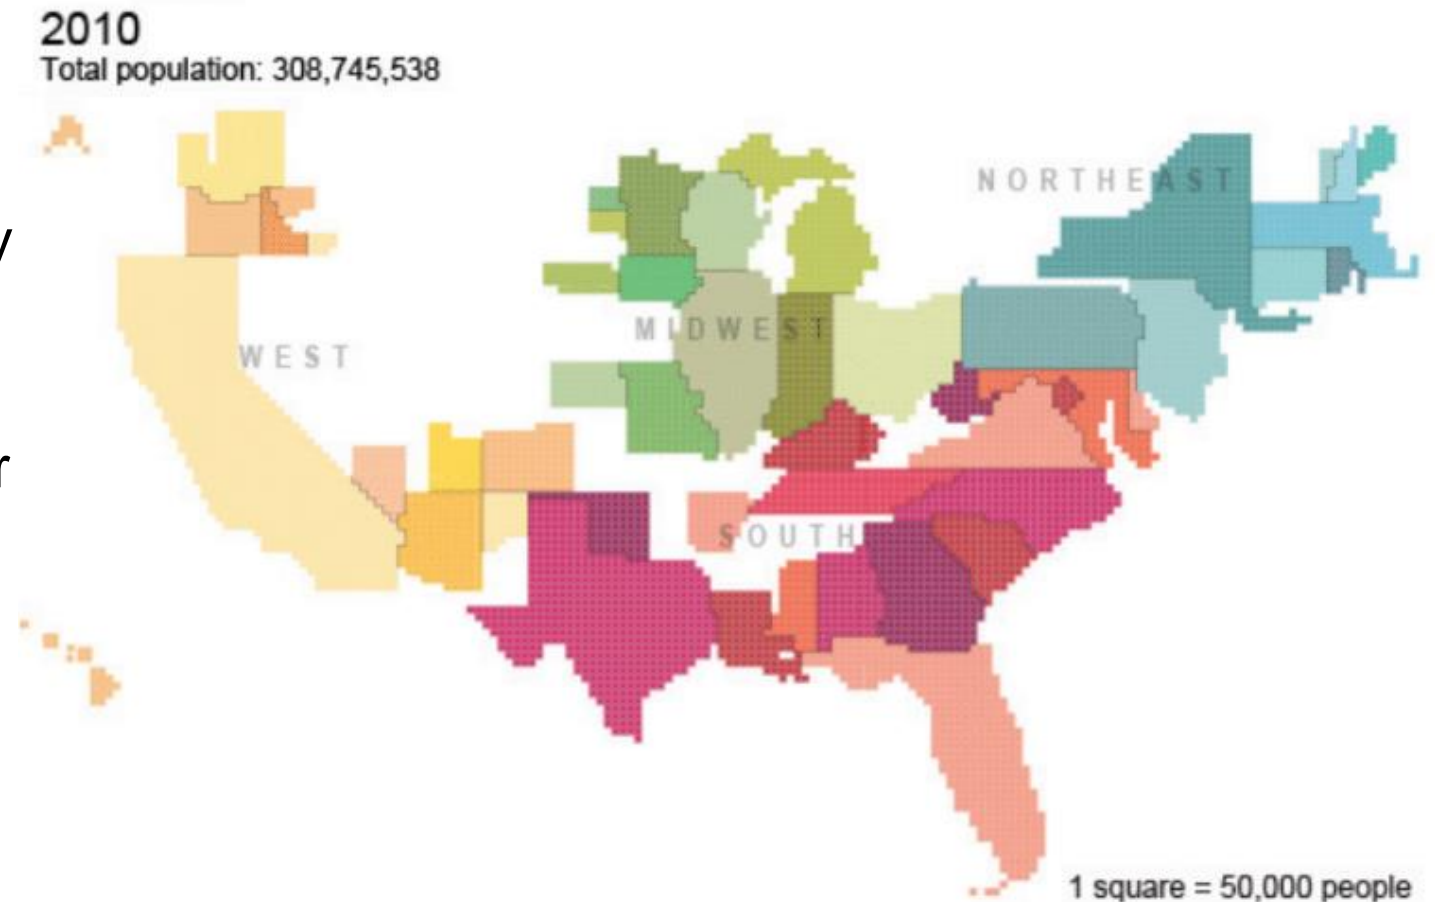 2010
Total population: 308,745,538
NORTHEAST
y
MIDWEST
WEST
r
SOUTH
1 square = 50,000 people